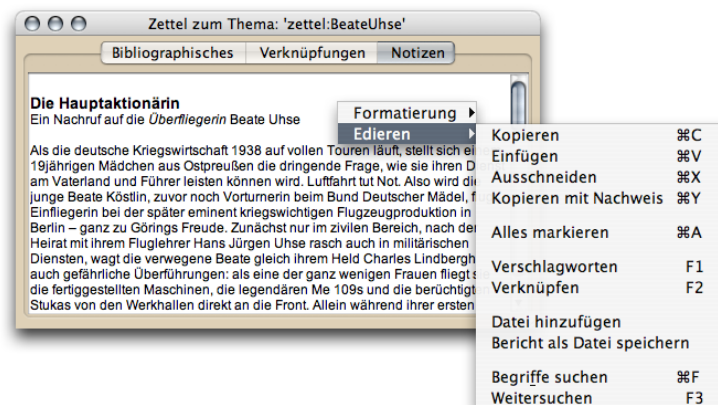 Zettel zum Thema: 'zettel:BeateUhse'
Bibliographisches Verknüpfungen Notizen
Die Hauptaktionärin
Ein Nachruf auf die Überfliegerin Beate Uhse
Als die deutsche Kriegswirtschaft 1938 auf vollen Touren läuft, stellt sich
19jährigen Mädchen aus Ostpreußen die dringende Frage, wie sie ihren
am Vaterland und Führer leisten können wird. Luftfahrt tut Not. Also wird die
junge Beate Köstlin, zuvor noch Vorturnerin beim Bund Deutscher Mädel,
Einfliegerin bei der später eminent kriegswichtigen Flugzeugproduktion in
Berlin – ganz zu Görings Freude. Zunächst nur im zivilen Bereich, nach der
Heirat mit ihrem Fluglehrer Hans Jürgen Uhse rasch auch in militärischen
Diensten, wagt die verwegene Beate gleich ihrem Held Charles Lindbergh
auch gefährliche Überführungen: als eine der ganz wenigen Frauen fliegt
die fertiggestellten Maschinen, die legendären Me 109s und die
Stukas von den Werkhallen direkt an die Front. Allein während ihrer ersten
Formatierung
Edieren
Kopieren ⌘C
Einfügen ⌘V
Ausschneiden ⌘X
Kopieren mit Nachweis ⌘Y
Alles markieren ⌘A
Verschlagworten F1
Verknüpfen F2
Datei hinzufügen
Bericht als Datei speichern
Begriffe suchen ⌘F
Weitersuchen F3